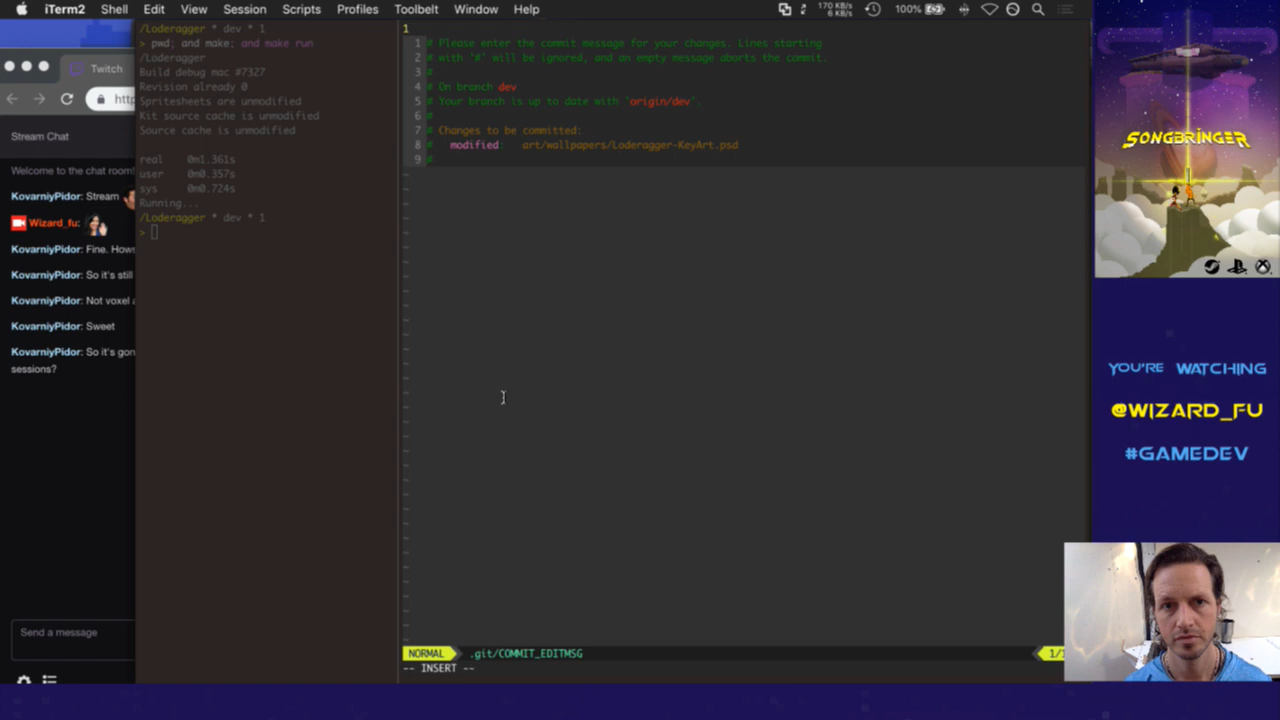 iTerm2 Shell Edit View Session Scripts Profiles Toolbelt Window Help
170 KB/s
6 KB/s
100%
Twitch
http
Stream Chat
Welcome to the chat room!
KovarniyPidor: Stream
Wizard_fu:
KovarniyPidor: Fine. Hows
KovarniyPidor: So it's still
KovarniyPidor: Not voxel a
KovarniyPidor: Sweet
KovarniyPidor: So it's gon
sessions?
Send a message
/Loderagger * dev * 1
> pwd; and make; and make run
/Loderagger
Build debug mac #7327
Revision already 0
Spritesheets are unmodified
Kit source cache is unmodified
Source cache is unmodified
real 0m1.361s
user 0m0.357s
sys 0m0.724s
Running...
/Loderagger * dev * 1
>
1
1 # Please enter the commit message for your changes. Lines starting
2 # with '#' will be ignored, and an empty message aborts the commit.
3 #
4 # On branch dev
5 # Your branch is up to date with 'origin/dev'.
6 #
7 # Changes to be committed:
8 # modified: art/wallpapers/Loderagger-KeyArt.psd
9 #
NORMAL .git/COMMIT_EDITMSG
-- INSERT --
SONGBRINGER
YOU'RE WATCHING
@WIZARD_FU
#GAMEDEV